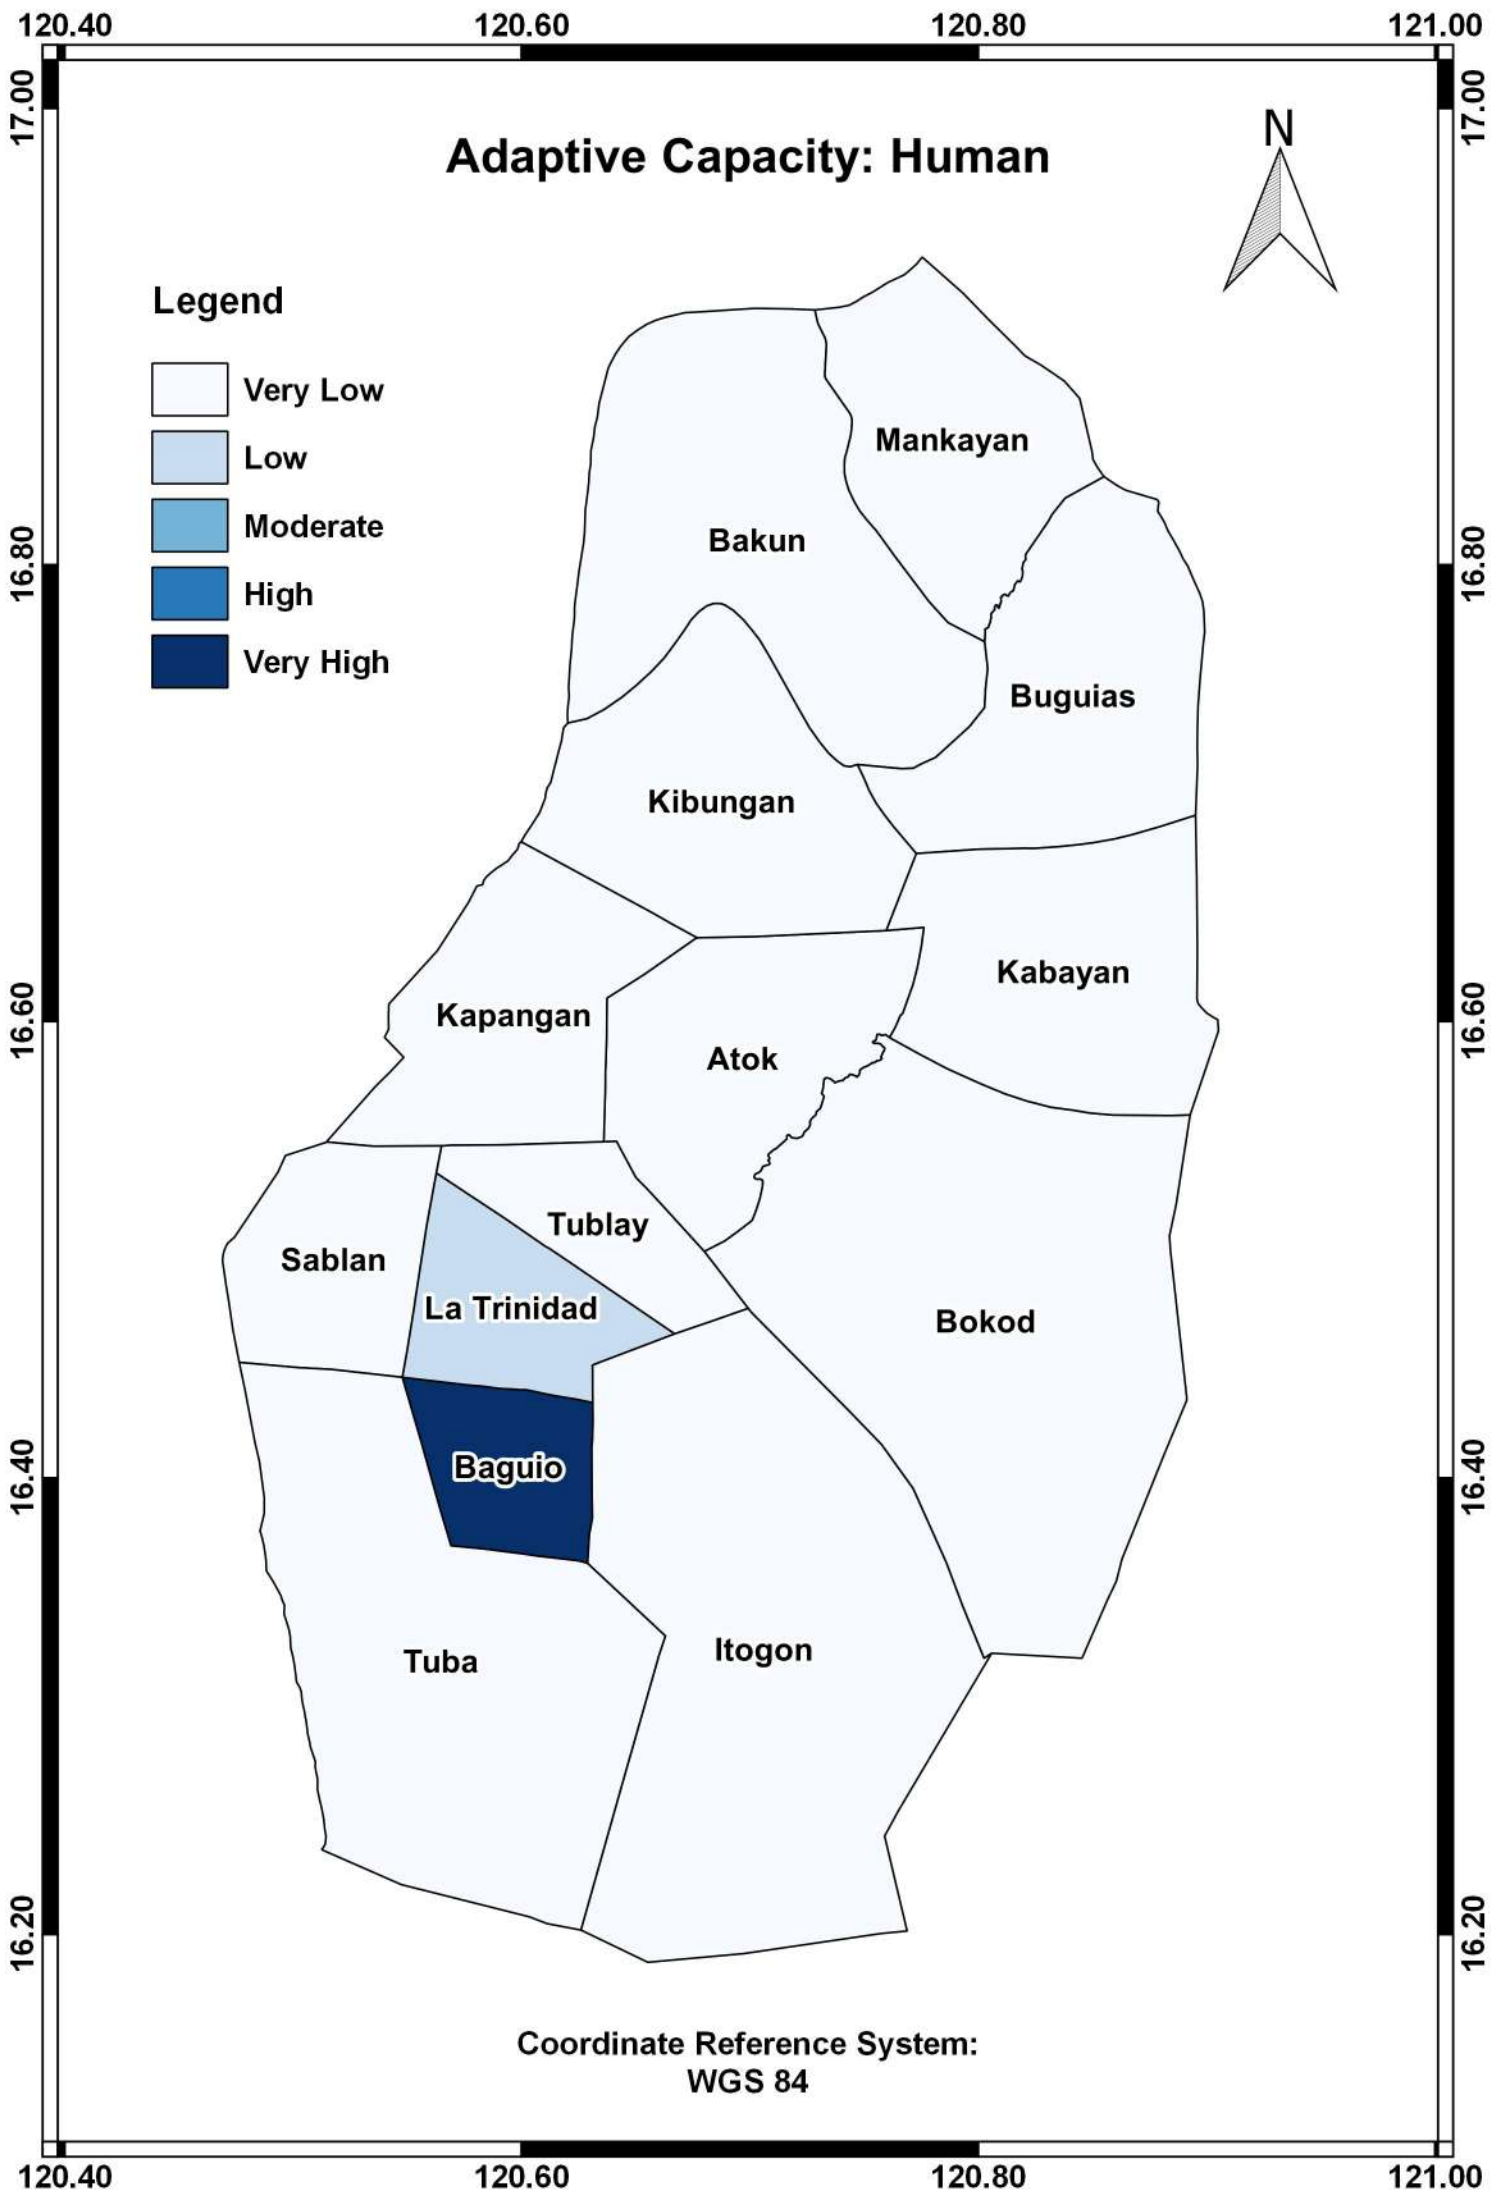 120.40 120.60 120.80 121.00
17.00 17.00
N
Adaptive Capacity: Human
Legend
Very Low
Low
Moderate
High
Very High
Mankayan
Bakun
16.80 16.80
Buguias
Kibungan
Kabayan
Kapangan
16.60 16.60
Atok
Tublay
Sablan
La Trinidad
Bokod
Baguio
16.40 16.40
Itogon
Tuba
16.20 16.20
Coordinate Reference System:
WGS 84
120.40 120.60 120.80 121.00